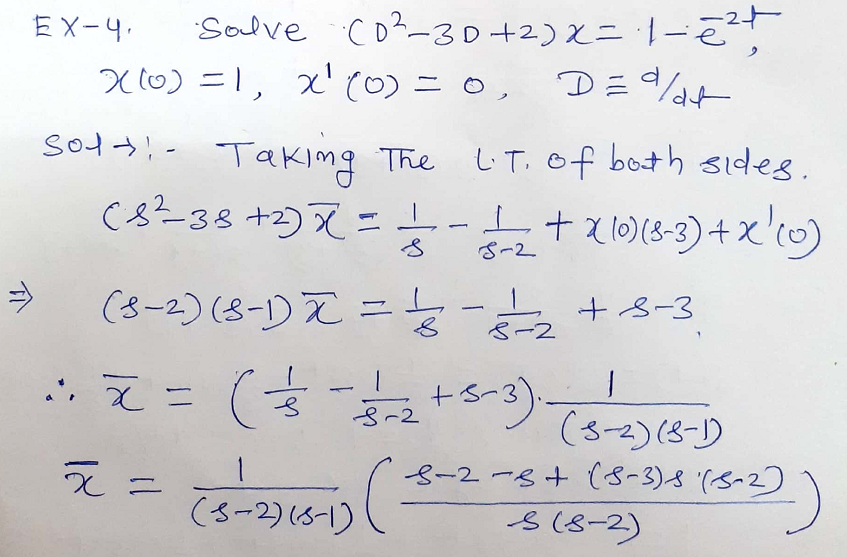 EX-4. Solve (D²-3D+2)x = 1-e̅²ᵗ,
x(0) = 1, x'(0) = 0, D ≡ d/dt
Sol → :- Taking The L.T. of both sides.
(s²-3s+2) x̅ = 1/s - 1/(s-2) + x(0)(s-3) + x'(0)
⇒ (s-2)(s-1) x̅ = 1/s - 1/(s-2) + s-3
∴ x̅ = (1/s - 1/(s-2) + s-3) · 1/((s-2)(s-1))
x̅ = 1/((s-2)(s-1)) ((s-2-s+(s-3)s(s-2))/(s(s-2)))